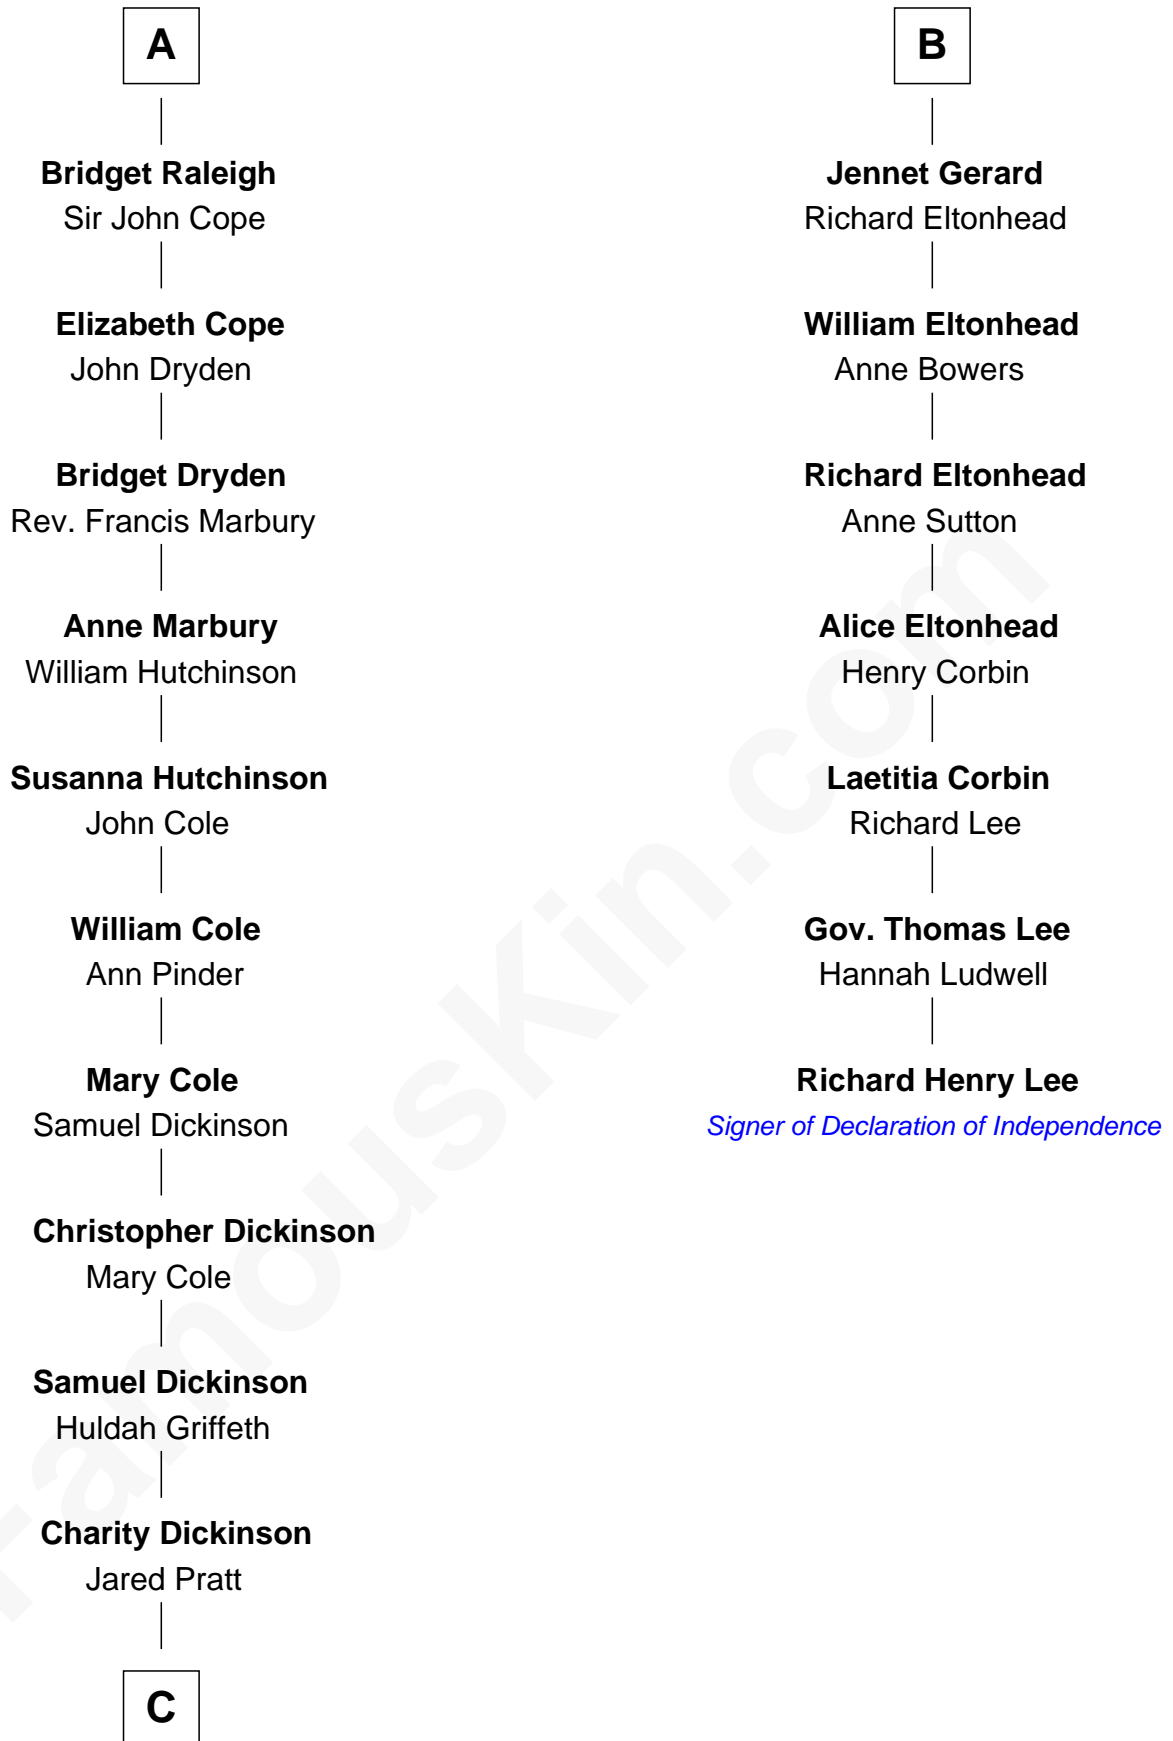 A
Bridget Raleigh
Sir John Cope
Elizabeth Cope
John Dryden
Bridget Dryden
Rev. Francis Marbury
Anne Marbury
William Hutchinson
Susanna Hutchinson
John Cole
William Cole
Ann Pinder
Mary Cole
Samuel Dickinson
Christopher Dickinson
Mary Cole
Samuel Dickinson
Huldah Griffeth
Charity Dickinson
Jared Pratt
C
B
Jennet Gerard
Richard Eltonhead
William Eltonhead
Anne Bowers
Richard Eltonhead
Anne Sutton
Alice Eltonhead
Henry Corbin
Laetitia Corbin
Richard Lee
Gov. Thomas Lee
Hannah Ludwell
Richard Henry Lee
Signer of Declaration of Independence
FamousKin.com